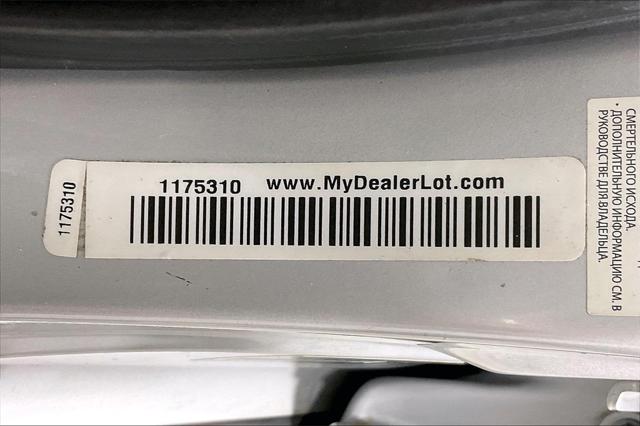 1175310
1175310 www.MyDealerLot.com
СМЕРТЕЛЬНОГО ИСХОДА.
• ДОПОЛНИТЕЛЬНУЮ ИНФОРМАЦИЮ СМ. В
РУКОВОДСТВЕ ДЛЯ ВЛАДЕЛЬЦА.